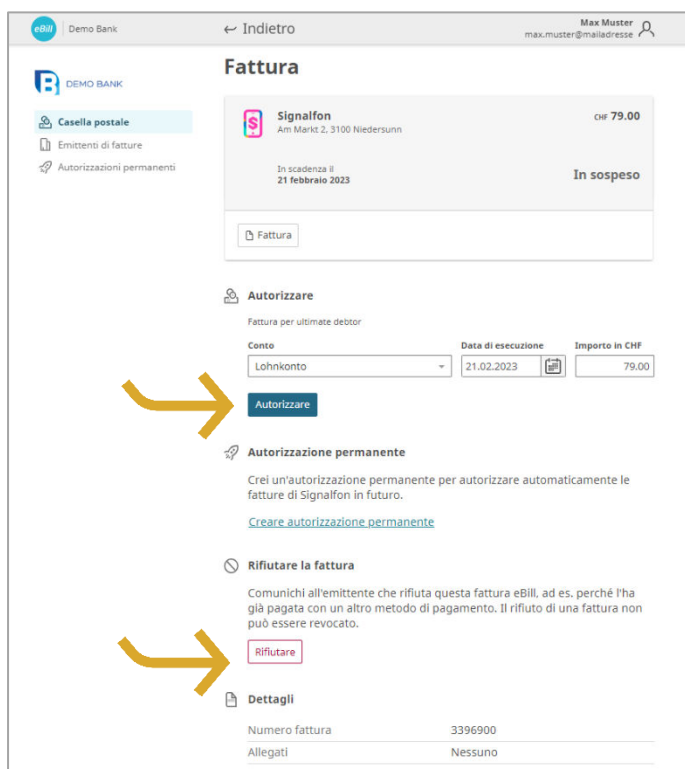 eBill Demo Bank
← Indietro
Max Muster
max.muster@mailadresse
DEMO BANK
Casella postale
Emittenti di fatture
Autorizzazioni permanenti
Fattura
Signalfon
CHF 79.00
Am Markt 2, 3100 Niedersunn
In scadenza il
21 febbraio 2023
In sospeso
Fattura
Autorizzare
Fattura per ultimate debtor
Conto Data di esecuzione Importo in CHF
Lohnkonto 21.02.2023 79.00
Autorizzare
Autorizzazione permanente
Crei un'autorizzazione permanente per autorizzare automaticamente le
fatture di Signalfon in futuro.
Creare autorizzazione permanente
Rifiutare la fattura
Comunichi all'emittente che rifiuta questa fattura eBill, ad es. perché l'ha
già pagata con un altro metodo di pagamento. Il rifiuto di una fattura non
può essere revocato.
Rifiutare
Dettagli
Numero fattura 3396900
Allegati Nessuno